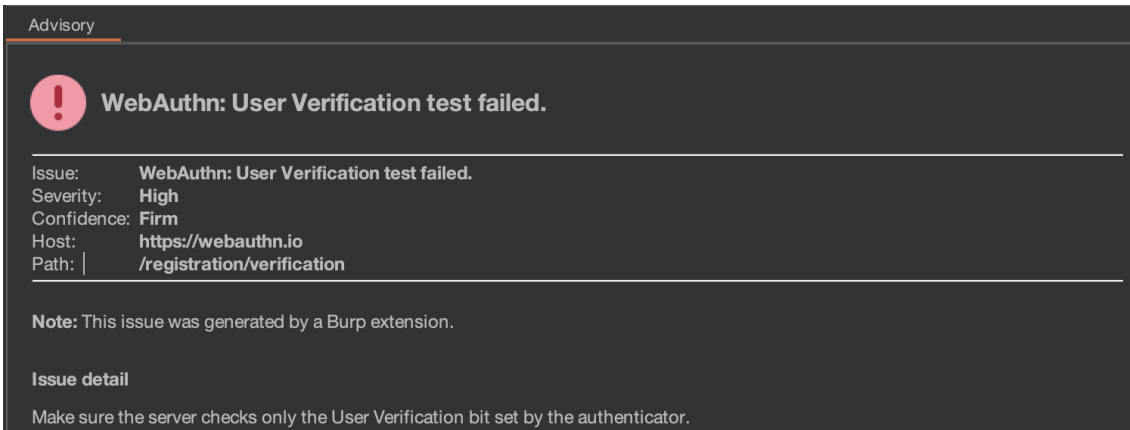 Advisory
WebAuthn: User Verification test failed.
Issue: WebAuthn: User Verification test failed.
Severity: High
Confidence: Firm
Host: https://webauthn.io
Path: /registration/verification
Note: This issue was generated by a Burp extension.
Issue detail
Make sure the server checks only the User Verification bit set by the authenticator.